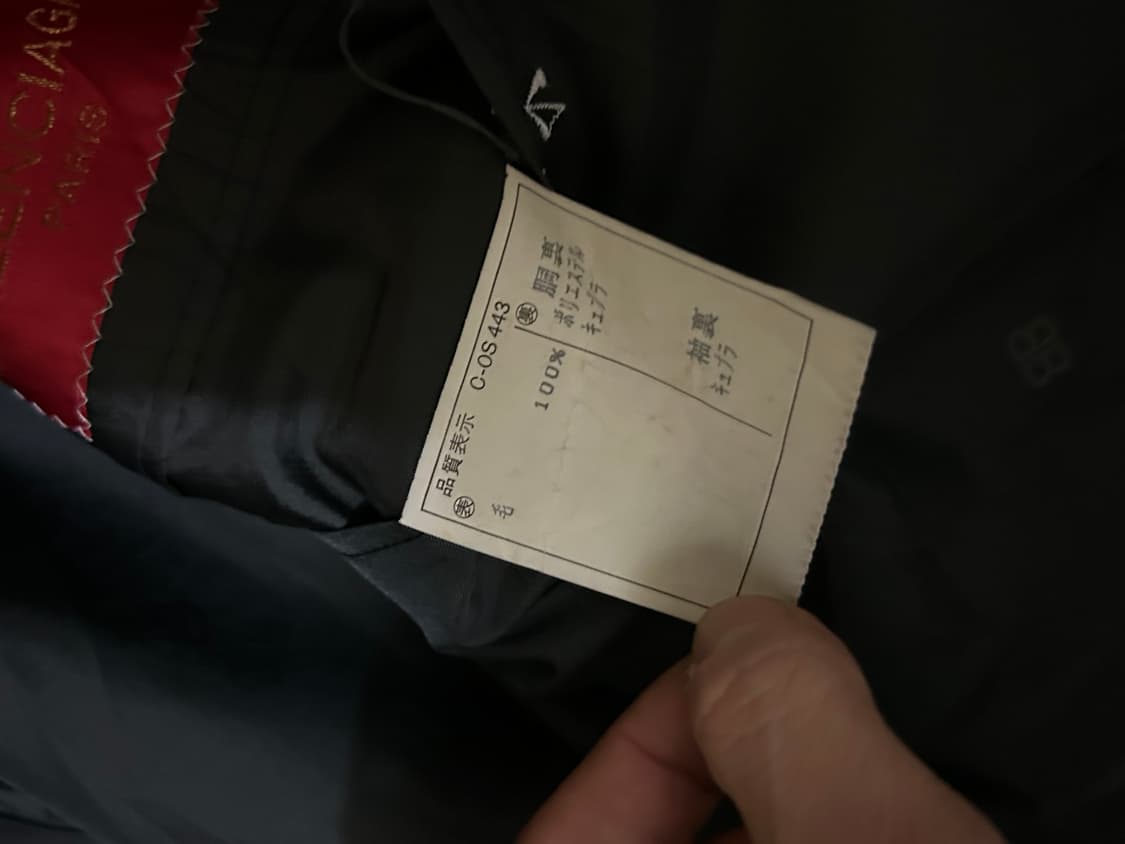 ENCIAGA
PARIS
品質表示 C-OS 443
表
毛 100%
裏
胴裏
ポリエステル
キュプラ
袖裏
キュプラ